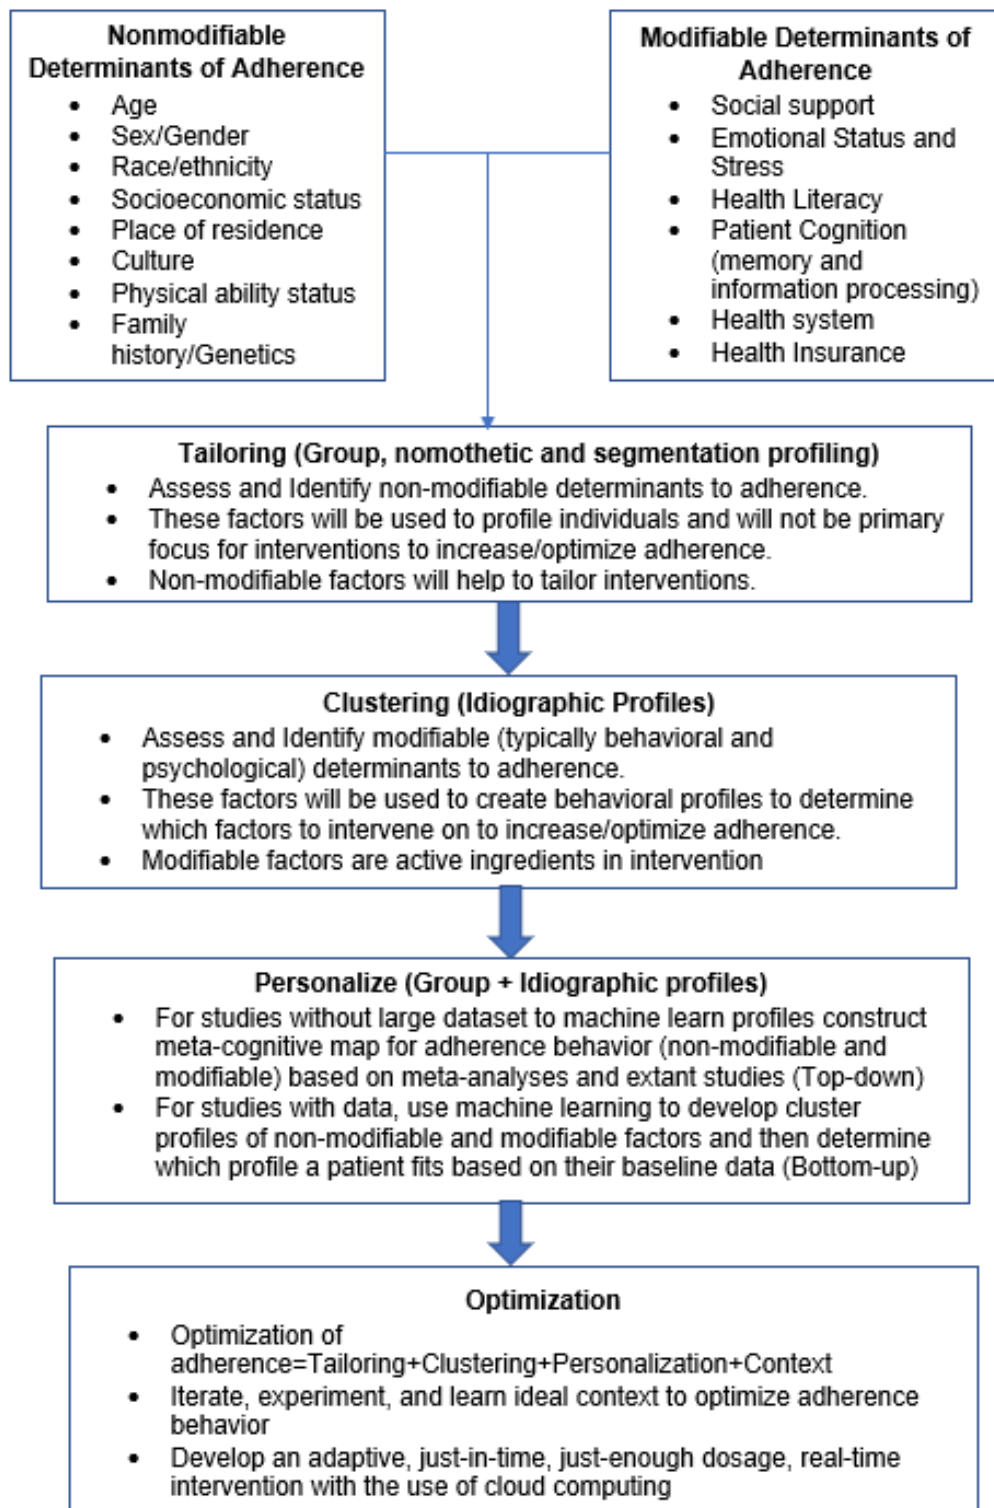 Nonmodifiable
Determinants of Adherence
• Age
• Sex/Gender
• Race/ethnicity
• Socioeconomic status
• Place of residence
• Culture
• Physical ability status
• Family
history/Genetics
Modifiable Determinants of
Adherence
• Social support
• Emotional Status and
Stress
• Health Literacy
• Patient Cognition
(memory and
information processing)
• Health system
• Health Insurance
Tailoring (Group, nomothetic and segmentation profiling)
• Assess and Identify non-modifiable determinants to adherence.
• These factors will be used to profile individuals and will not be primary
focus for interventions to increase/optimize adherence.
• Non-modifiable factors will help to tailor interventions.
Clustering (Idiographic Profiles)
• Assess and Identify modifiable (typically behavioral and
psychological) determinants to adherence.
• These factors will be used to create behavioral profiles to determine
which factors to intervene on to increase/optimize adherence.
• Modifiable factors are active ingredients in intervention
Personalize (Group + Idiographic profiles)
• For studies without large dataset to machine learn profiles construct
meta-cognitive map for adherence behavior (non-modifiable and
modifiable) based on meta-analyses and extant studies (Top-down)
• For studies with data, use machine learning to develop cluster
profiles of non-modifiable and modifiable factors and then determine
which profile a patient fits based on their baseline data (Bottom-up)
Optimization
• Optimization of
adherence=Tailoring+Clustering+Personalization+Context
• Iterate, experiment, and learn ideal context to optimize adherence
behavior
• Develop an adaptive, just-in-time, just-enough dosage, real-time
intervention with the use of cloud computing